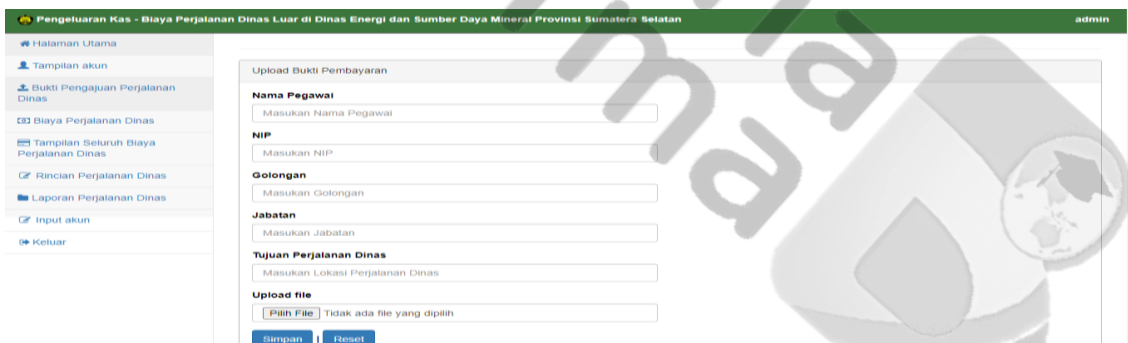 Pengeluaran Kas - Biaya Perjalanan Dinas Luar di Dinas Energi dan Sumber Daya Mineral Provinsi Sumatera Selatan
admin
Halaman Utama
Tampilan akun
Bukti Pengajuan Perjalanan
Dinas
Biaya Perjalanan Dinas
Tampilan Seluruh Biaya
Perjalanan Dinas
Rincian Perjalanan Dinas
Laporan Perjalanan Dinas
Input akun
Keluar
Upload Bukti Pembayaran
Nama Pegawai
Masukan Nama Pegawai
NIP
Masukan NIP
Golongan
Masukan Golongan
Jabatan
Masukan Jabatan
Tujuan Perjalanan Dinas
Masukan Lokasi Perjalanan Dinas
Upload file
Pilih File Tidak ada file yang dipilih
Simpan | Reset